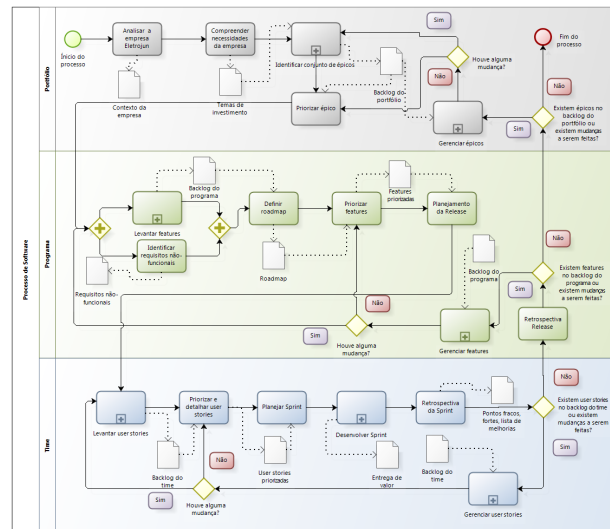 Processo de Software
Portfólio
Ínicio do
processo
Analisar a
empresa
Eletrojun
Contexto da
empresa
Compreender
necessidades
da empresa
Temas de
investimento
Identificar conjunto de épicos
Priorizar épico
Backlog do
portfólio
Sim
Não
Houve alguma
mudança?
Gerenciar épicos
Fim do
processo
Não
Sim
Existem épicos no
backlog do
portfólio ou
existem mudanças
a serem feitas?
Programa
Levantar features
Identificar
requisitos não-
funcionais
Requisitos não-
funcionais
Backlog do
programa
Definir
roadmap
Roadmap
Priorizar
features
Features
priorizadas
Planejamento
da Release
Backlog do
programa
Não
Sim
Houve alguma
mudança?
Gerenciar features
Não
Sim
Existem features
no backlog do
programa ou
existem mudanças
a serem feitas?
Retrospectiva
Release
Time
Levantar user stories
Backlog do
time
Priorizar e
detalhar user
stories
Não
Sim
Houve alguma
mudança?
User stories
priorizadas
Planejar Sprint
Desenvolver Sprint
Entrega de
valor
Retrospectiva
da Sprint
Pontos fracos,
fortes, lista de
melhorias
Backlog do
time
Não
Existem user stories
no backlog do time
ou existem
mudanças a serem
feitas?
Sim
Gerenciar user stories